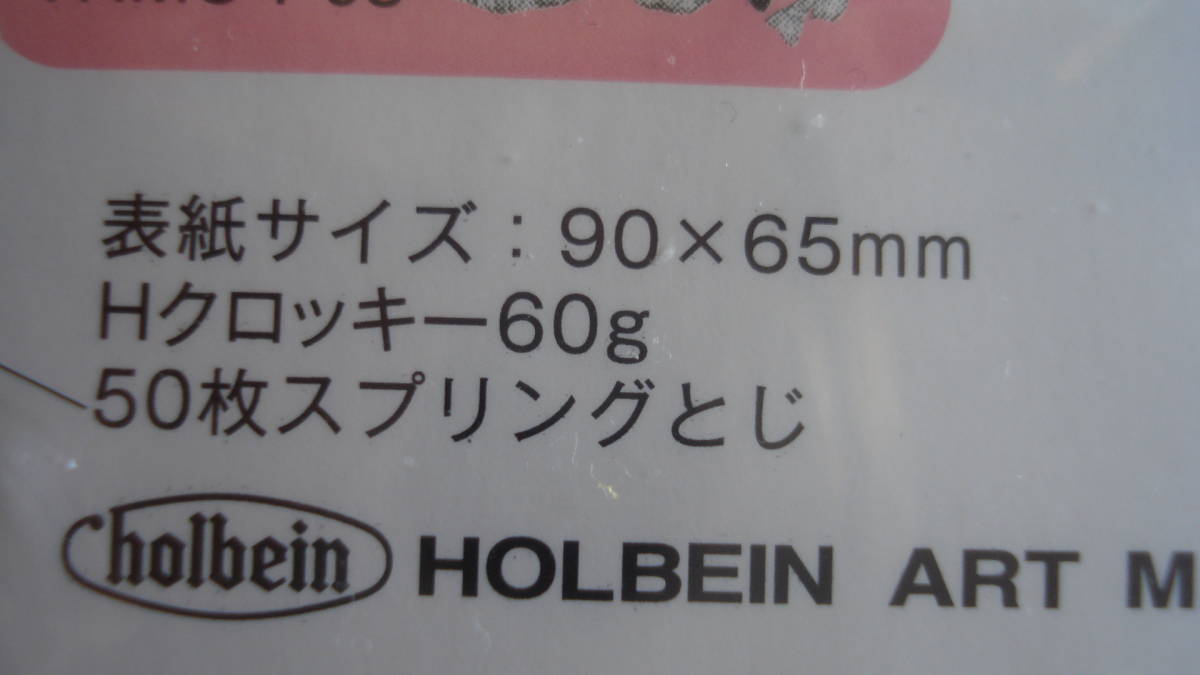 表紙サイズ：90×65mm
Hクロッキー60g
50枚スプリングとじ
holbein HOLBEIN ART M